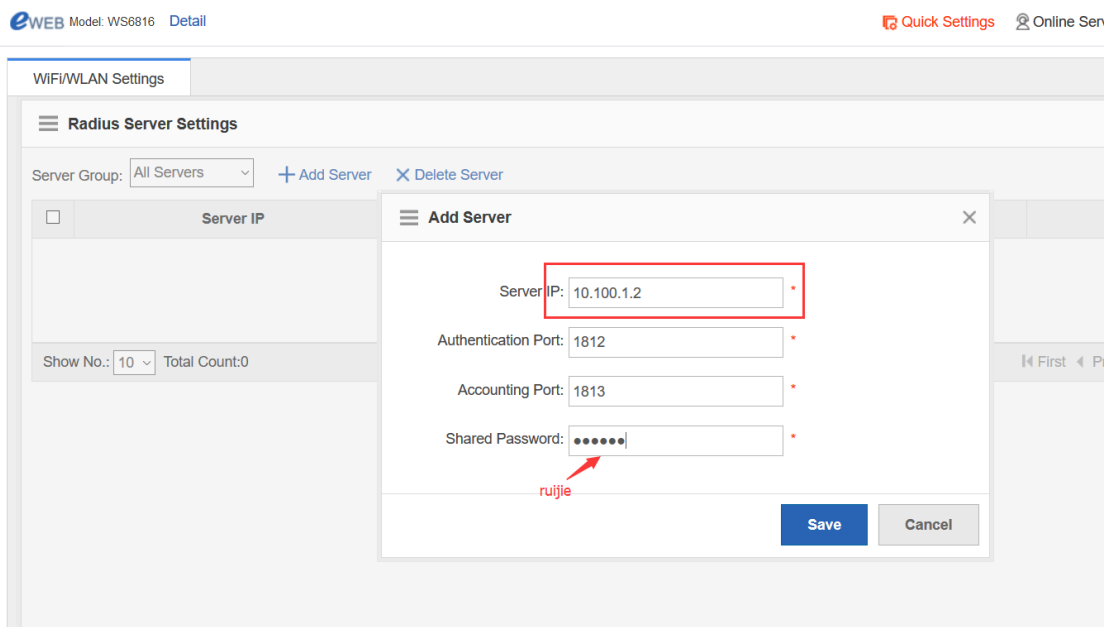 eWEB Model: WS6816 Detail Quick Settings Online Serv
WiFi/WLAN Settings
Radius Server Settings
Server Group: All Servers Add Server Delete Server
Server IP
Add Server
Server IP: 10.100.1.2 *
Authentication Port: 1812 *
Show No.: 10 Total Count:0 First Pr
Accounting Port: 1813 *
Shared Password: ●●●●●● *
ruijie
Save Cancel